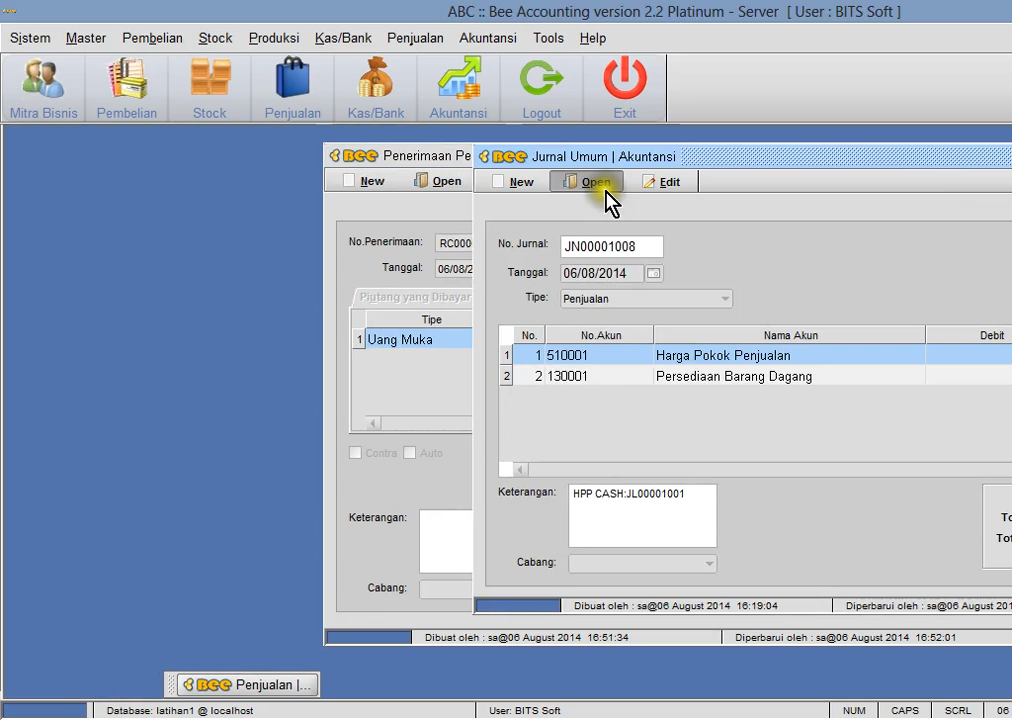 ABC :: Bee Accounting version 2.2 Platinum - Server [ User : BITS Soft ]
Sistem Master Pembelian Stock Produksi Kas/Bank Penjualan Akuntansi Tools Help
Mitra Bisnis Pembelian Stock Penjualan Kas/Bank Akuntansi Logout Exit
Bee Penerimaan Pe
Bee Jurnal Umum | Akuntansi
New Open
New Open Edit
No.Penerimaan: RC000
No. Jurnal: JN00001008
Tanggal: 06/08/2
Tanggal: 06/08/2014
Tipe: Penjualan
Piutang yang Dibayar
Tipe
1 Uang Muka
No. No.Akun Nama Akun Debit
1 1 510001 Harga Pokok Penjualan
2 2 130001 Persediaan Barang Dagang
Contra Auto
Keterangan:
Keterangan: HPP CASH:JL00001001
To
Tot
Cabang:
Cabang:
Dibuat oleh : sa@06 August 2014 16:19:04 Diperbarui oleh : sa@06 August 201
Dibuat oleh : sa@06 August 2014 16:51:34 Diperbarui oleh : sa@06 August 2014 16:52:01
Bee Penjualan |...
Database: latihan1 @ localhost User: BITS Soft NUM CAPS SCRL 06